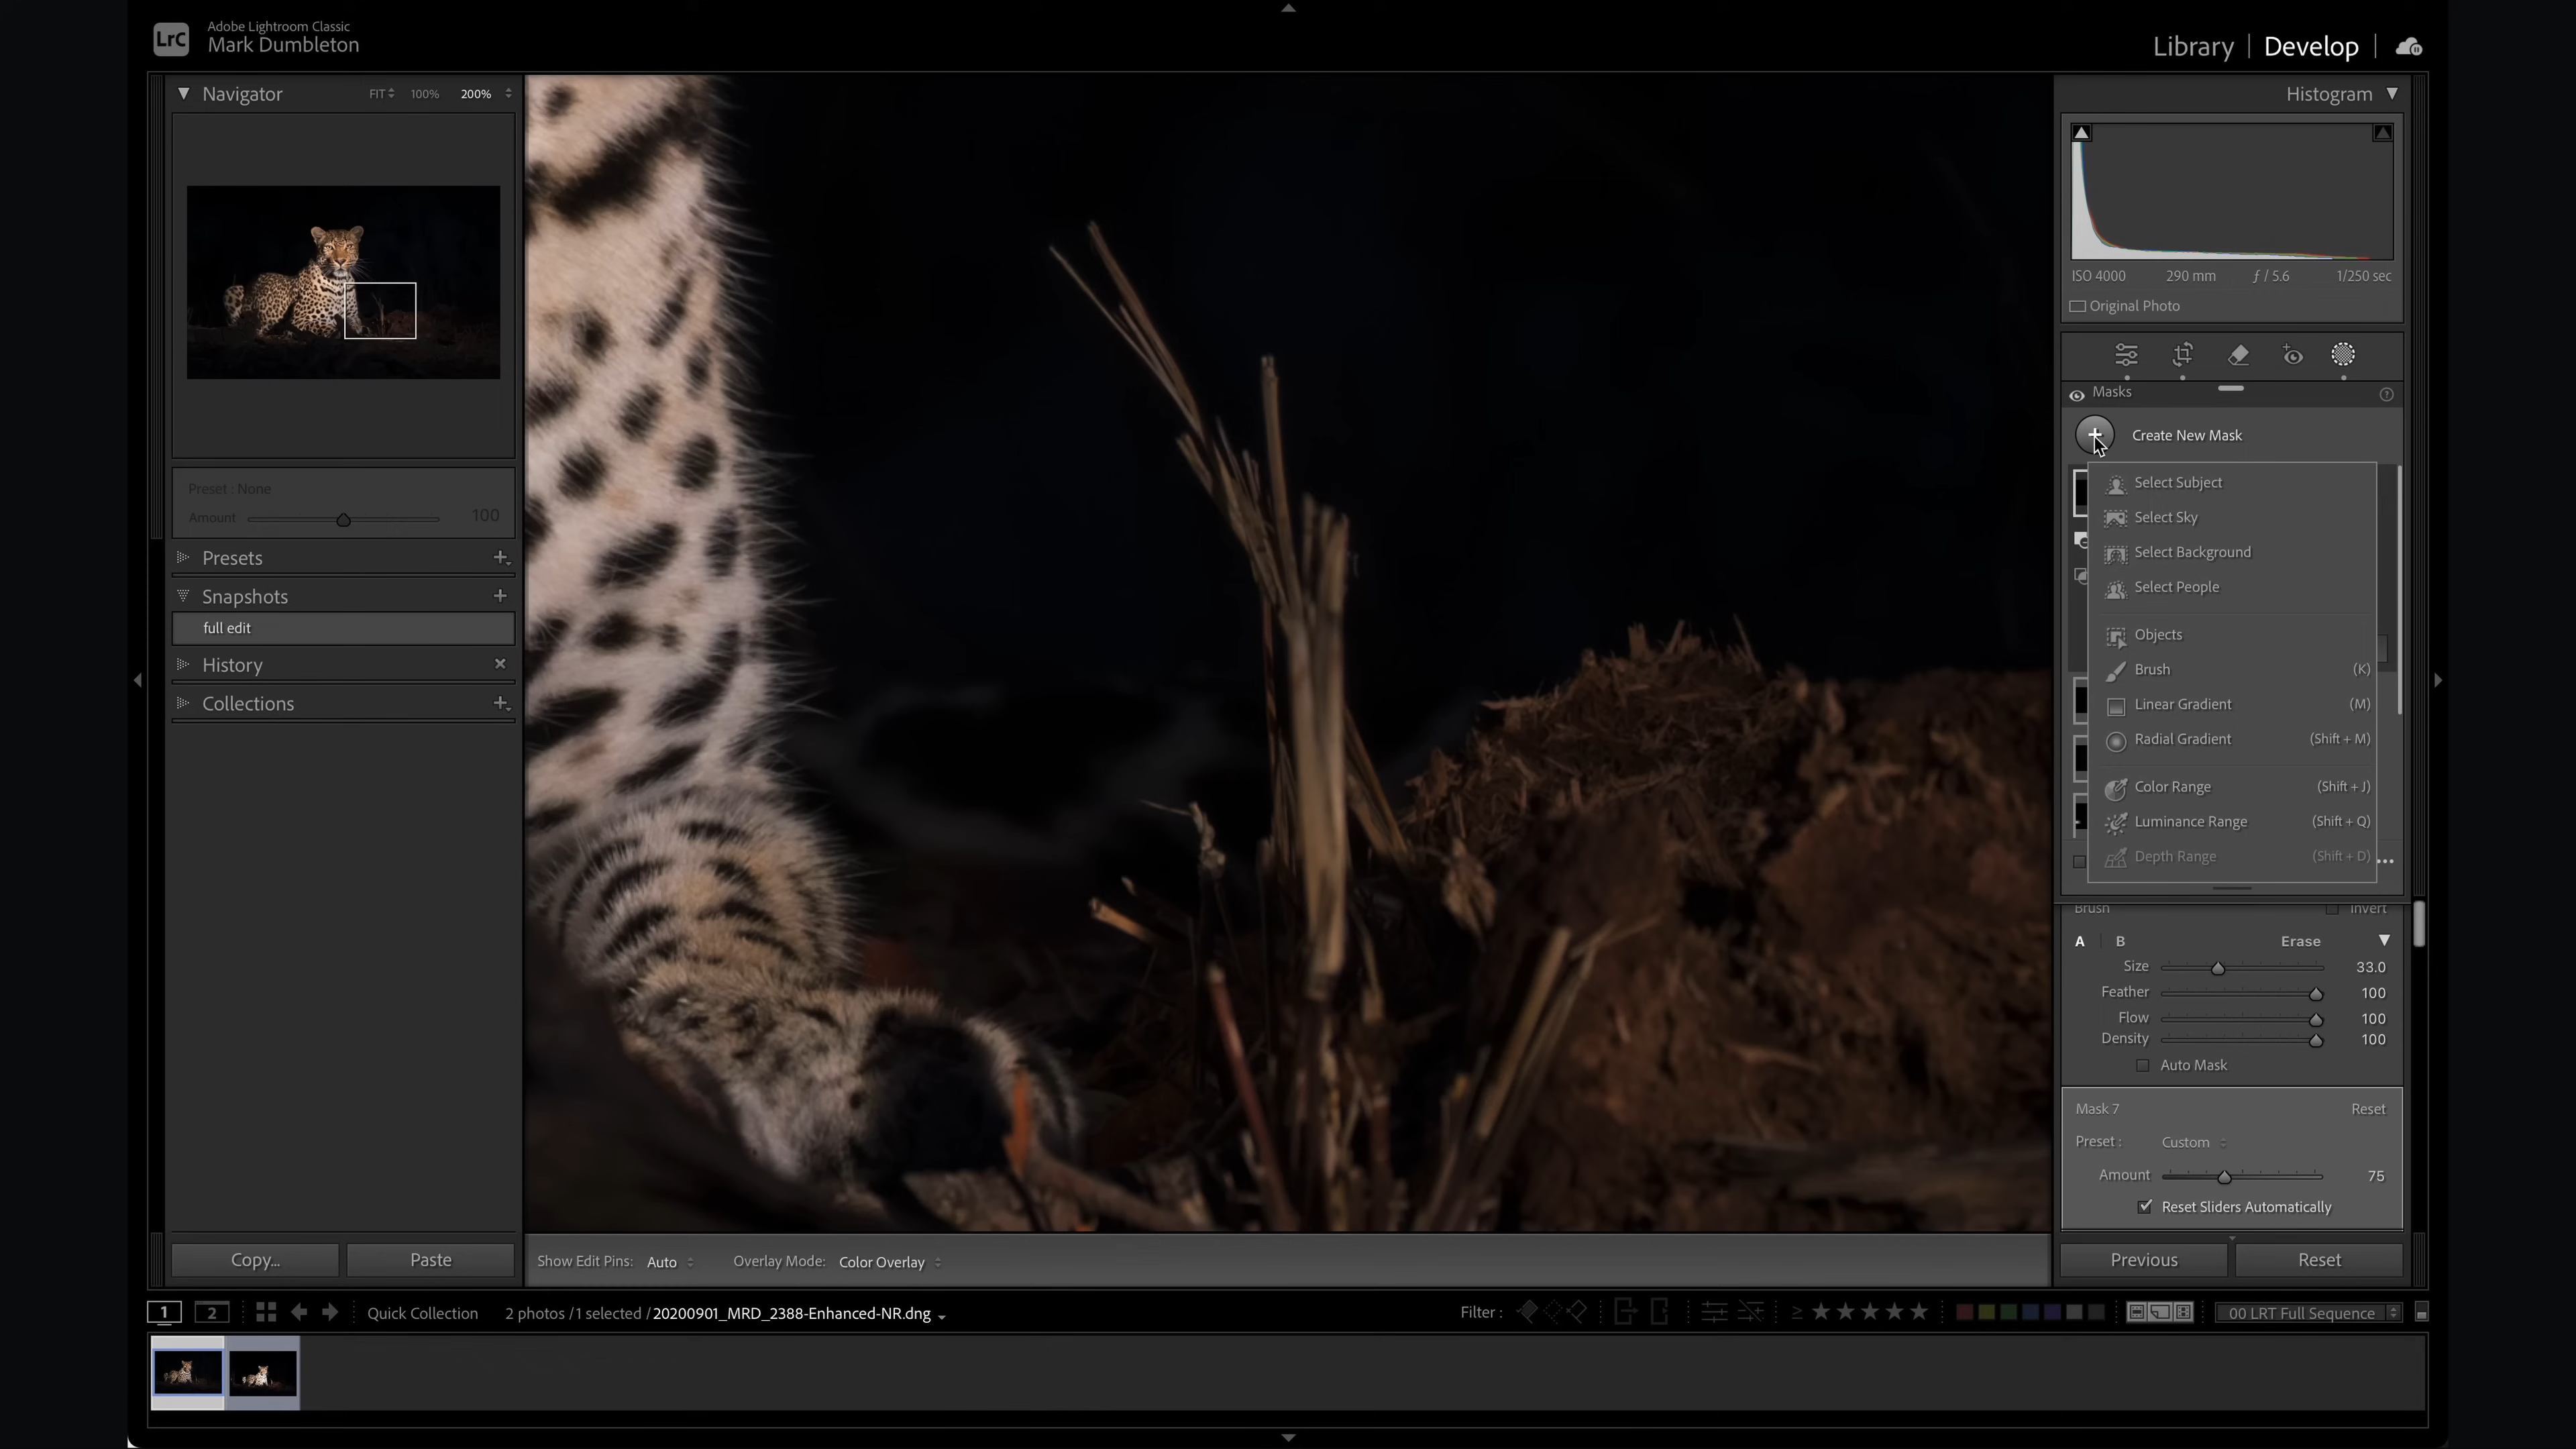 LrC
Adobe Lightroom Classic
Mark Dumbleton
Library | Develop
Navigator FIT 100% 200%
Preset : None
Amount 100
Presets
Snapshots
full edit
History
Collections
Copy... Paste
Show Edit Pins: Auto Overlay Mode: Color Overlay
Histogram
ISO 4000 290 mm ƒ / 5.6 1/250 sec
Original Photo
Masks
Create New Mask
Select Subject
Select Sky
Select Background
Select People
Objects
Brush (K)
Linear Gradient (M)
Radial Gradient (Shift + M)
Color Range (Shift + J)
Luminance Range (Shift + Q)
Depth Range (Shift + D)
Brush Invert
A B Erase
Size 33.0
Feather 100
Flow 100
Density 100
Auto Mask
Mask 7 Reset
Preset : Custom
Amount 75
Reset Sliders Automatically
Previous Reset
1 2 Quick Collection 2 photos /1 selected /20200901_MRD_2388-Enhanced-NR.dng Filter : ≥ ★★★★★ 00 LRT Full Sequence